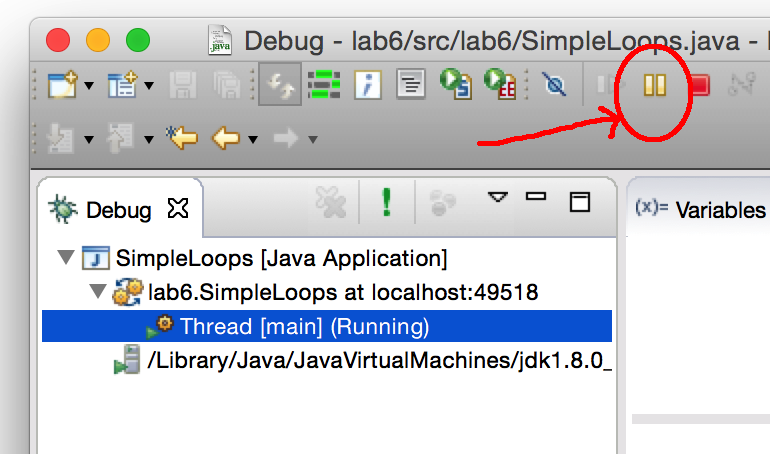 Debug - lab6/src/lab6/SimpleLoops.java -
Debug
(x)= Variables
SimpleLoops [Java Application]
lab6.SimpleLoops at localhost:49518
Thread [main] (Running)
/Library/Java/JavaVirtualMachines/jdk1.8.0_